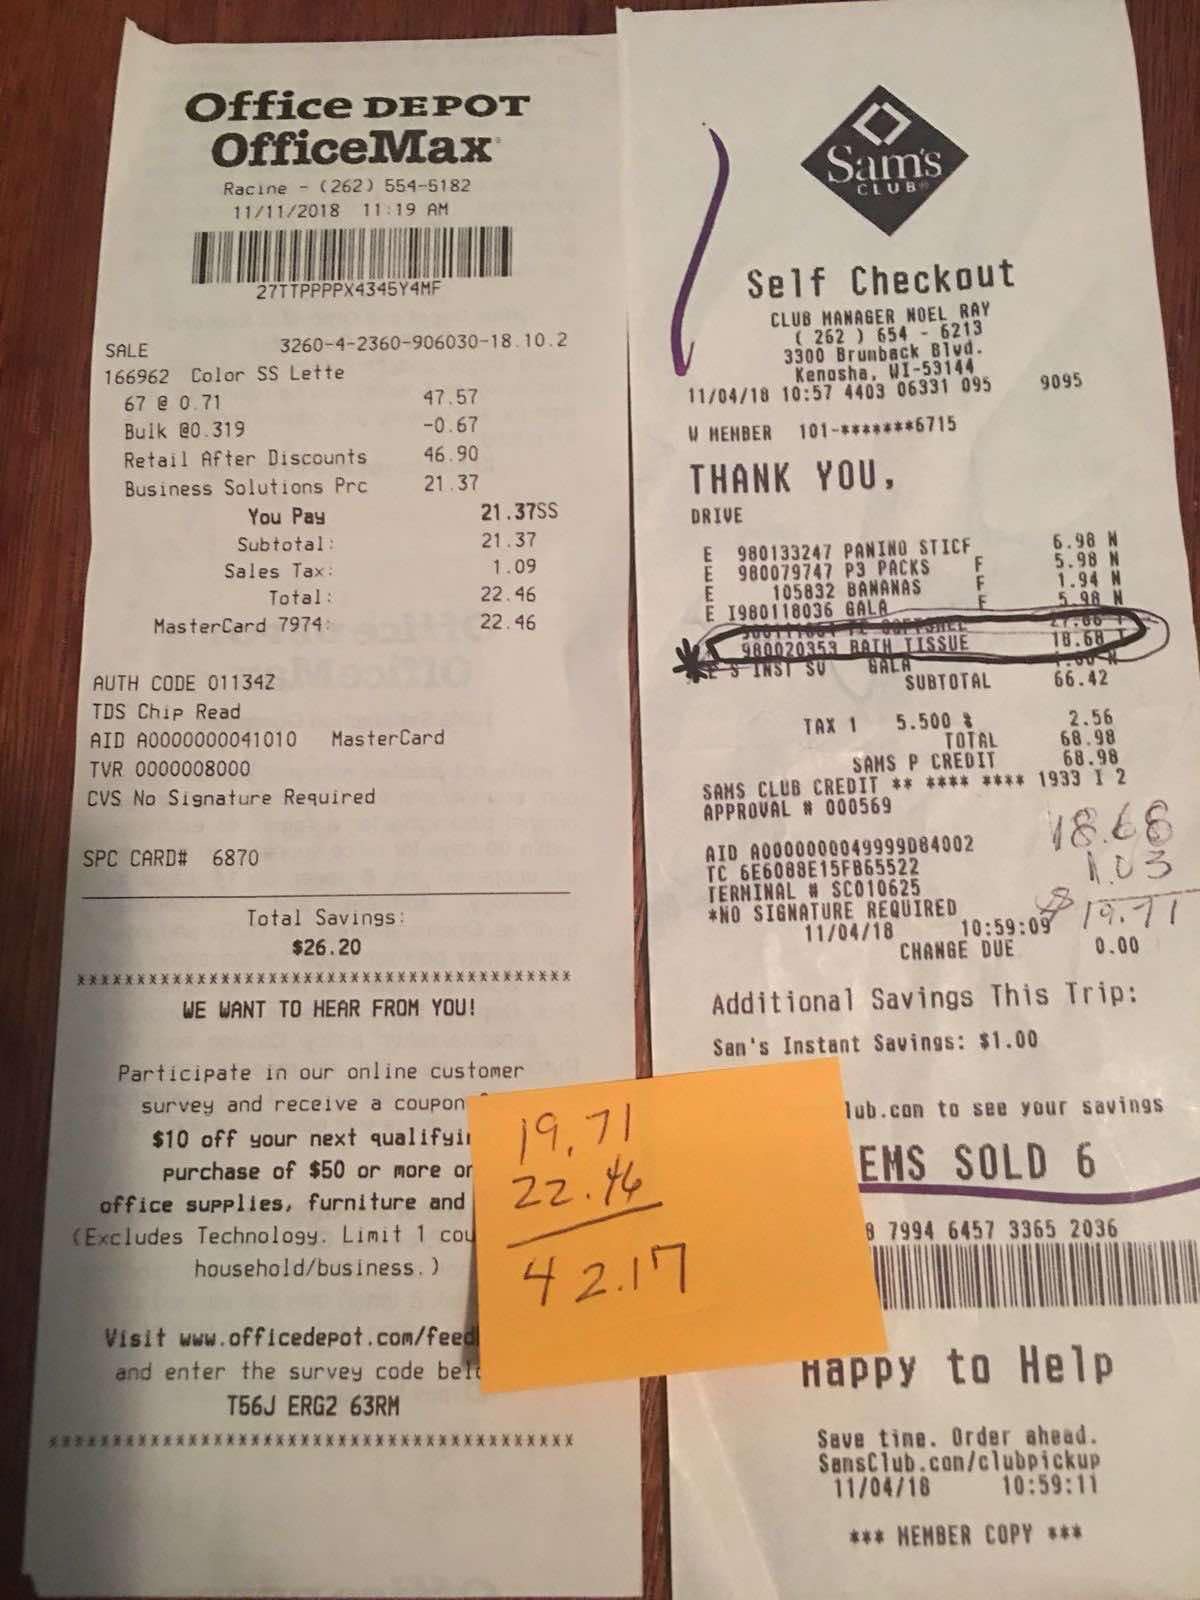 Office DEPOT
OfficeMax
Racine - (262) 554-5182
11/11/2018 11:19 AM
27TTPPPPX4345Y4MF
SALE 3260-4-2360-906030-18.10.2
166962 Color SS Lette
67 @ 0.71 47.57
Bulk @0.319 -0.67
Retail After Discounts 46.90
Business Solutions Prc 21.37
You Pay 21.37SS
Subtotal: 21.37
Sales Tax: 1.09
Total: 22.46
MasterCard 7974: 22.46
AUTH CODE 01134Z
TDS Chip Read
AID A0000000041010 MasterCard
TVR 0000008000
CVS No Signature Required
SPC CARD# 6870
Total Savings:
$26.20
WE WANT TO HEAR FROM YOU!
Participate in our online customer
survey and receive a coupon
$10 off your next qualifyi
purchase of $50 or more or
office supplies, furniture and
(Excludes Technology. Limit 1 cou
household/business.)
Visit www.officedepot.com/feed
and enter the survey code bel
T56J ERG2 63RM
Sam's
CLUB
Self Checkout
CLUB MANAGER NOEL RAY
( 262 ) 654 - 6213
3300 Brumback Blvd.
Kenosha, WI-53144
11/04/18 10:57 4403 06331 095 9095
W MEMBER 101-*******6715
THANK YOU,
DRIVE
E 980133247 PANINO STICF 6.98 N
E 980079747 P3 PACKS F 5.98 N
E 105832 BANANAS F 1.94 N
E I980118036 GALA F 5.98 N
980020353 BATH TISSUE 18.68 T
E S INST SV GALA
SUBTOTAL 66.42
TAX 1 5.500 % 2.56
TOTAL 68.98
SAMS P CREDIT 68.98
SAMS CLUB CREDIT ** **** **** 1933 I 2
APPROVAL # 000569
18.68
1.03
$19.71
AID A0000000049999D84002
TC 6E6088E15FB65522
TERMINAL # SC010625
*NO SIGNATURE REQUIRED
11/04/18 10:59:09
CHANGE DUE 0.00
Additional Savings This Trip:
Sam's Instant Savings: $1.00
lub.com to see your savings
EMS SOLD 6
8 7994 6457 3365 2036
Happy to Help
Save time. Order ahead.
SamsClub.com/clubpickup
11/04/18 10:59:11
*** MEMBER COPY ***
19.71
22.46
42.17